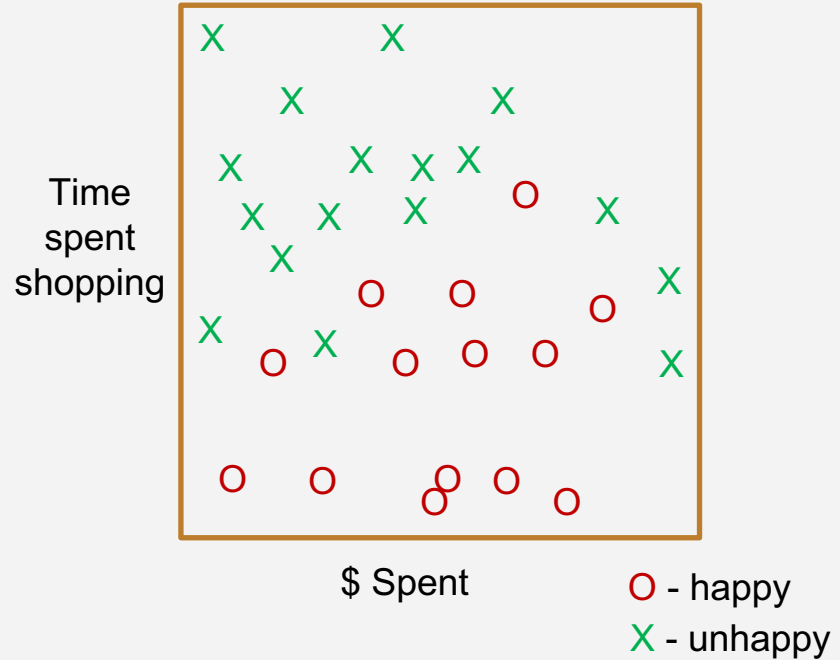 Time
spent
shopping
$ Spent
O - happy
X - unhappy